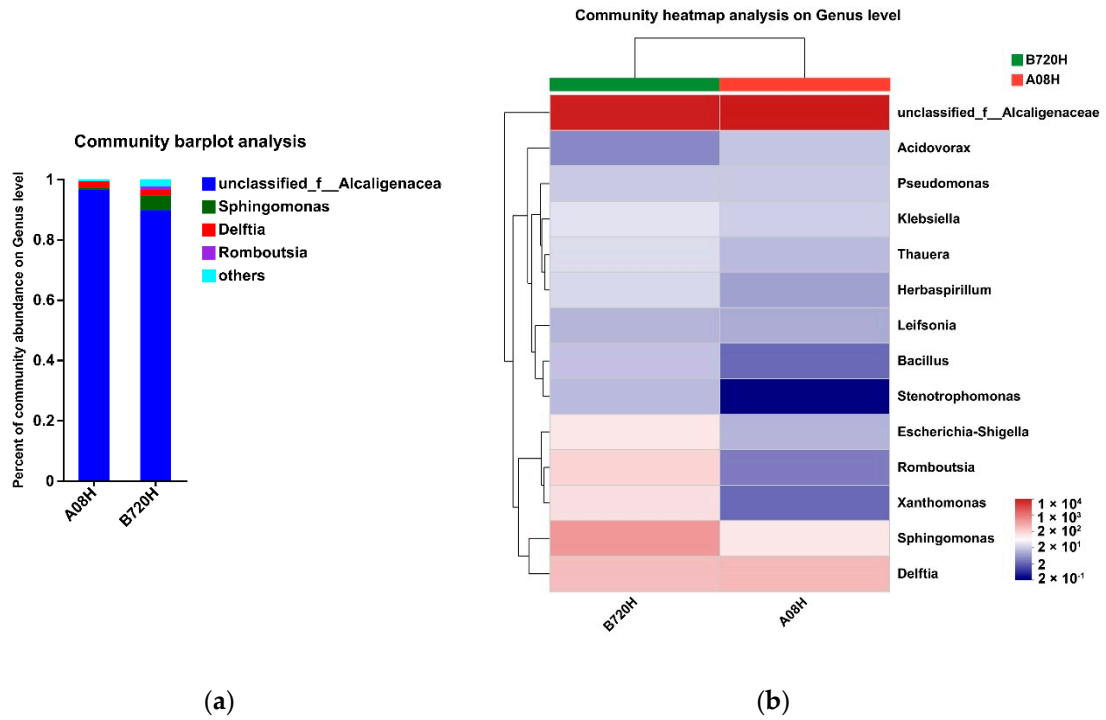 Community barplot analysis
Percent of community abundance on Genus level
1
0.8
0.6
0.4
0.2
0
A08H
B720H
unclassified_f__Alcaligenacea
Sphingomonas
Delftia
Romboutsia
others
(a)
Community heatmap analysis on Genus level
B720H
A08H
unclassified_f__Alcaligenaceae
Acidovorax
Pseudomonas
Klebsiella
Thauera
Herbaspirillum
Leifsonia
Bacillus
Stenotrophomonas
Escherichia-Shigella
Romboutsia
Xanthomonas
Sphingomonas
Delftia
1 × 10⁴
1 × 10³
2 × 10²
2 × 10¹
2
2 × 10⁻¹
B720H
A08H
(b)